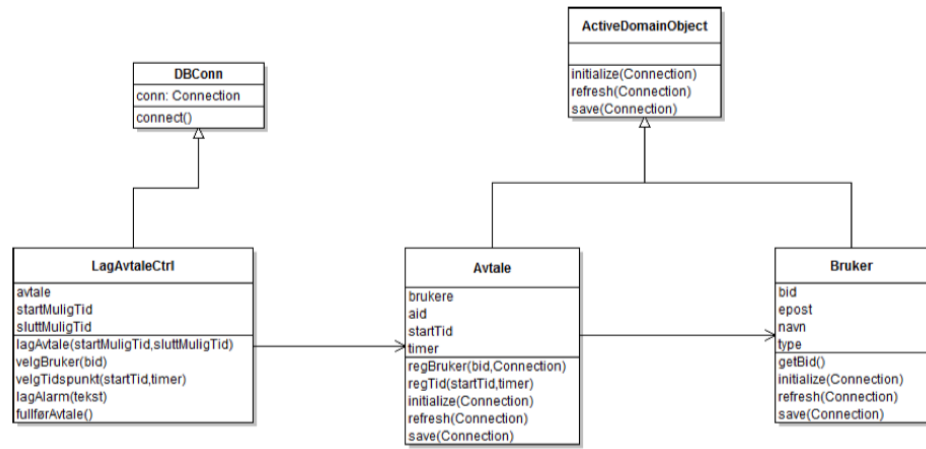 ActiveDomainObject
initialize(Connection)
refresh(Connection)
save(Connection)
DBConn
conn: Connection
connect()
LagAvtaleCtrl
avtale
startMuligTid
sluttMuligTid
lagAvtale(startMuligTid,sluttMuligTid)
velgBruker(bid)
velgTidspunkt(startTid,timer)
lagAlarm(tekst)
fullførAvtale()
Avtale
brukere
aid
startTid
timer
regBruker(bid,Connection)
regTid(startTid,timer)
initialize(Connection)
refresh(Connection)
save(Connection)
Bruker
bid
epost
navn
type
getBid()
initialize(Connection)
refresh(Connection)
save(Connection)